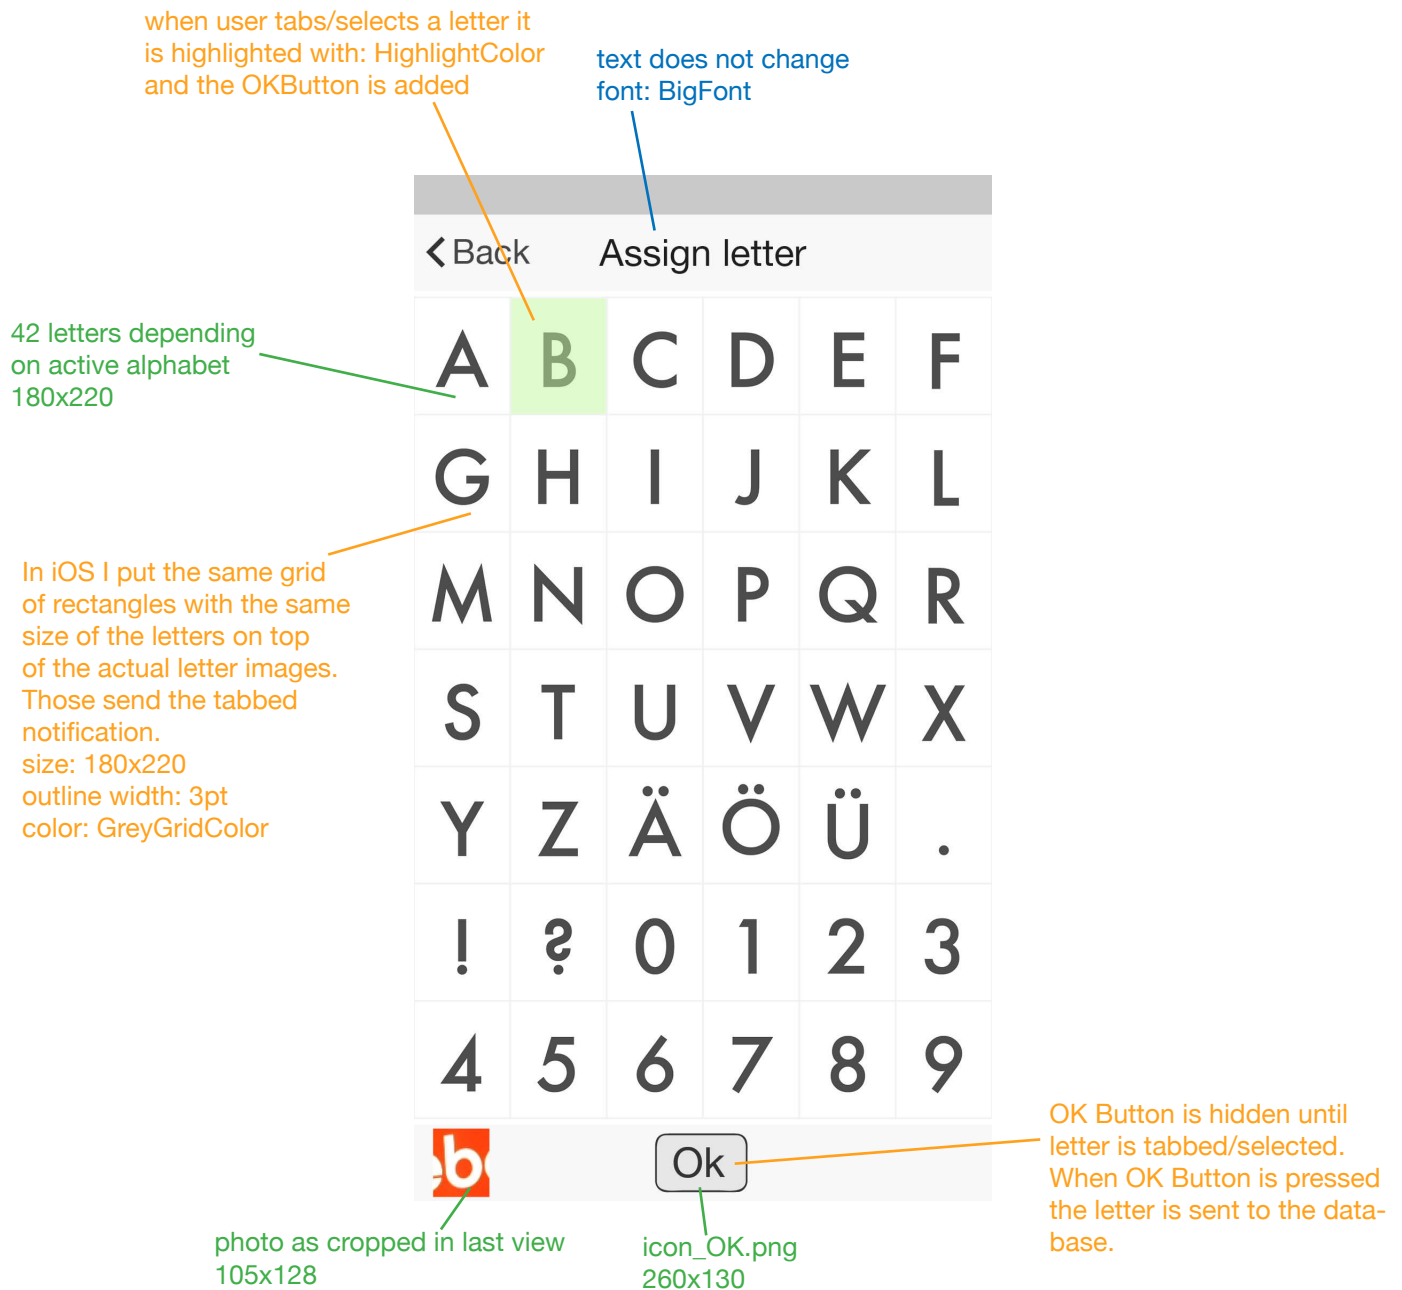 when user tabs/selects a letter it
is highlighted with: HighlightColor
and the OKButton is added
text does not change
font: BigFont
Back
Assign letter
42 letters depending
on active alphabet
180x220
A B C D E F
G H I J K L
In iOS I put the same grid
of rectangles with the same
size of the letters on top
of the actual letter images.
Those send the tabbed
notification.
size: 180x220
outline width: 3pt
color: GreyGridColor
M N O P Q R
S T U V W X
Y Z Ä Ö Ü .
! ? 0 1 2 3
4 5 6 7 8 9
b
Ok
OK Button is hidden until
letter is tabbed/selected.
When OK Button is pressed
the letter is sent to the data-
base.
photo as cropped in last view
105x128
icon_OK.png
260x130